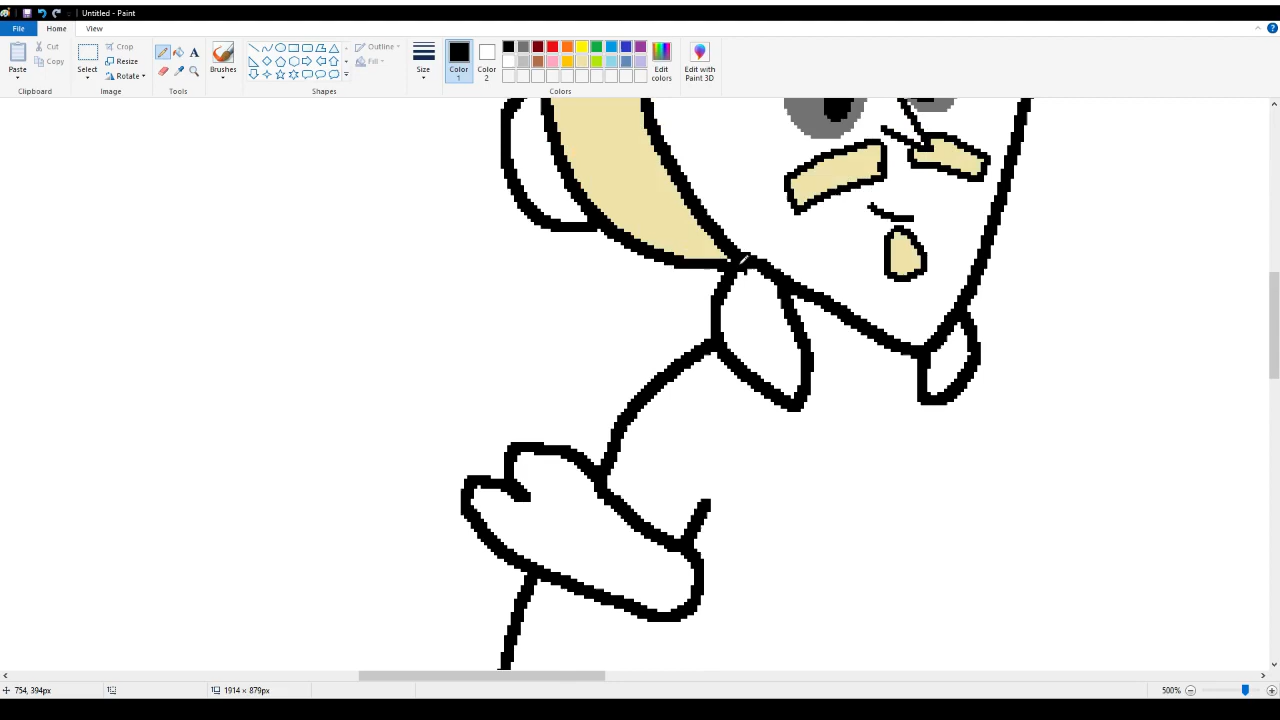 Untitled - Paint
File Home View
Paste Cut Copy Clipboard
Select Crop Resize Rotate Image
Tools
Brushes
Outline Fill Shapes
Size
Color 1 Color 2 Edit colors Colors
Edit with Paint 3D
754, 394px 1914 × 879px 500%